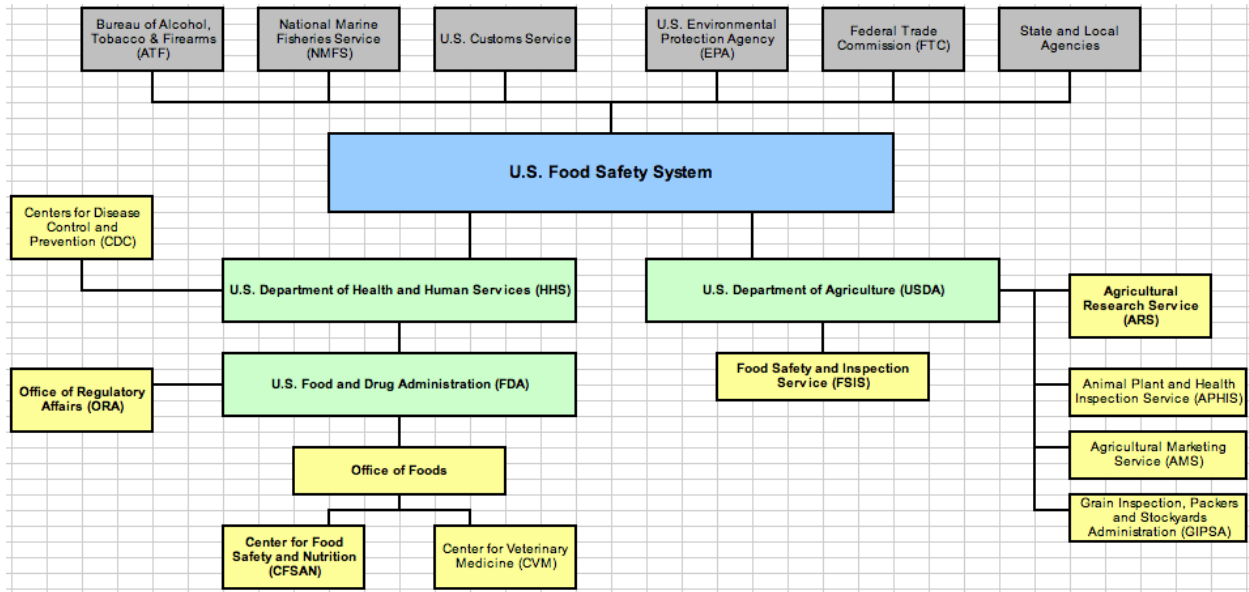 Bureau of Alcohol,
Tobacco & Firearms
(ATF)
National Marine
Fisheries Service
(NMFS)
U.S. Customs Service
U.S. Environmental
Protection Agency
(EPA)
Federal Trade
Commission (FTC)
State and Local
Agencies
U.S. Food Safety System
Centers for Disease
Control and
Prevention (CDC)
U.S. Department of Health and Human Services (HHS)
U.S. Department of Agriculture (USDA)
Agricultural
Research Service
(ARS)
Office of Regulatory
Affairs (ORA)
U.S. Food and Drug Administration (FDA)
Food Safety and Inspection
Service (FSIS)
Animal Plant and Health
Inspection Service (APHIS)
Office of Foods
Agricultural Marketing
Service (AMS)
Grain Inspection, Packers
and Stockyards
Administration (GIPSA)
Center for Food
Safety and Nutrition
(CFSAN)
Center for Veterinary
Medicine (CVM)